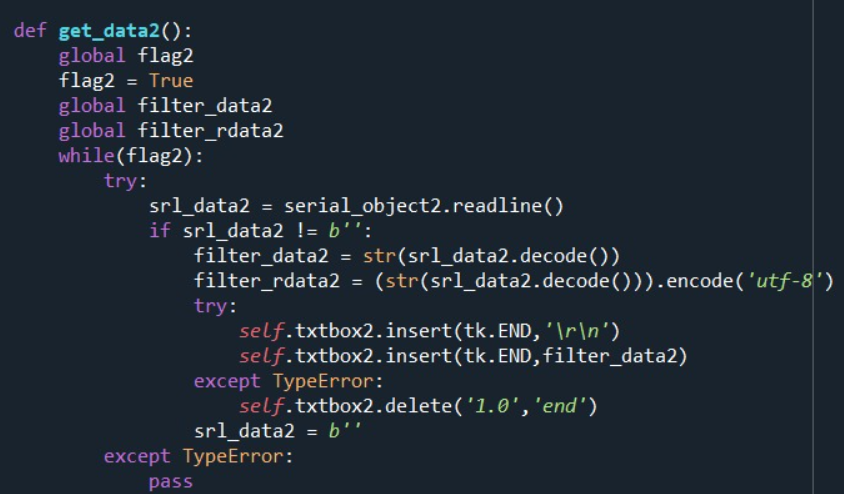 def get_data2():
    global flag2
    flag2 = True
    global filter_data2
    global filter_rdata2
    while(flag2):
        try:
            srl_data2 = serial_object2.readline()
            if srl_data2 != b'':
                filter_data2 = str(srl_data2.decode())
                filter_rdata2 = (str(srl_data2.decode())).encode('utf-8')
                try:
                    self.txtbox2.insert(tk.END,'\r\n')
                    self.txtbox2.insert(tk.END,filter_data2)
                except TypeError:
                    self.txtbox2.delete('1.0','end')
                srl_data2 = b''
        except TypeError:
            pass